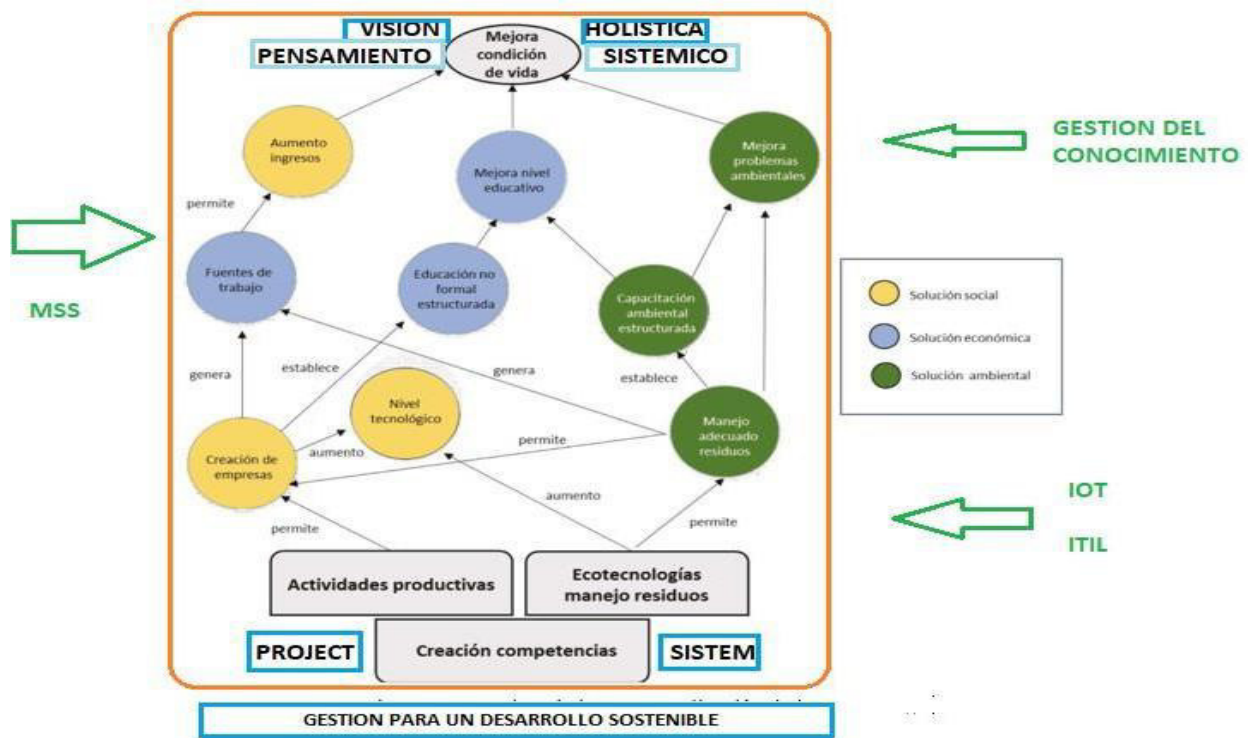 VISION
HOLISTICA
PENSAMIENTO
SISTEMICO
Mejora
condición
de vida
Aumento
ingresos
Mejora nivel
educativo
Mejora
problemas
ambientales
GESTION DEL
CONOCIMIENTO
permite
Fuentes de
trabajo
Educación no
formal
estructurada
Capacitación
ambiental
estructurada
MSS
Solución social
Solución económica
Solución ambiental
genera
establece
genera
establece
Nivel
tecnológico
Manejo
adecuado
residuos
Creación de
empresas
aumento
permite
aumento
permite
permite
IOT
ITIL
Actividades productivas
Ecotecnologías
manejo residuos
PROJECT
Creación competencias
SISTEM
GESTION PARA UN DESARROLLO SOSTENIBLE